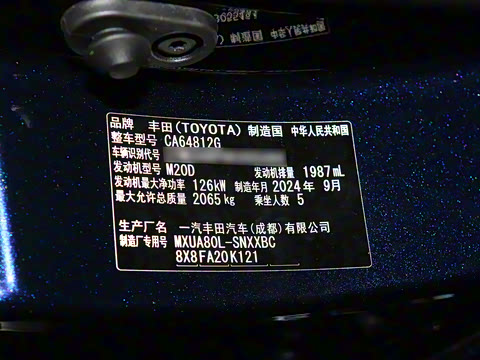 品牌 丰田(TOYOTA) 制造国 中华人民共和国
整车型号 CA64812G
车辆识别代号
发动机型号 M20D 发动机排量 1987mL
发动机最大净功率 126kW 制造年月 2024年 9月
最大允许总质量 2065kg 乘坐人数 5
生产厂名 一汽丰田汽车(成都)有限公司
制造厂专用号 MXUA80L-SNXXBC
8X8FA20K121